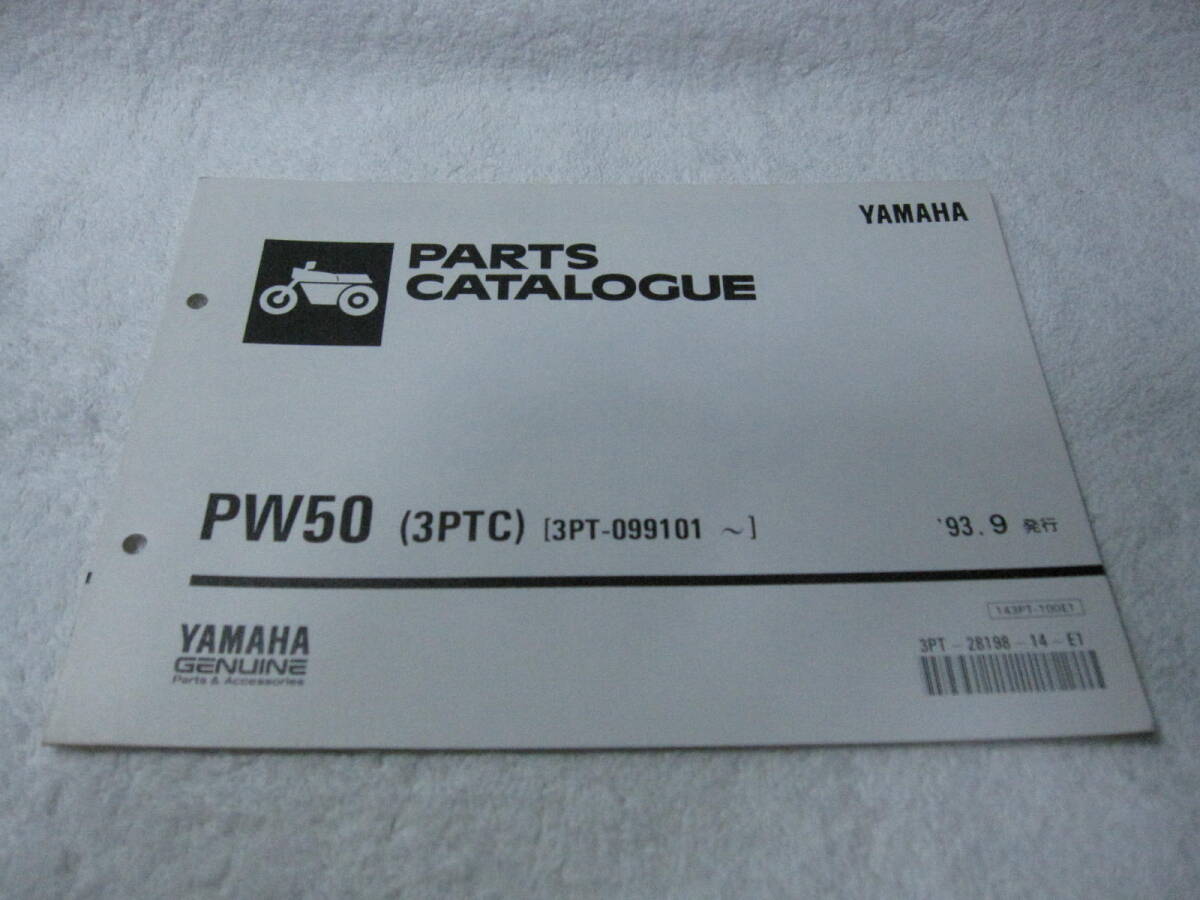 YAMAHA
PARTS
CATALOGUE
PW50 (3PTC) [3PT-099101 ～] '93.9 発行
143PT-100E1
3PT-28198-14-E1
YAMAHA
GENUINE
Parts & Accessories